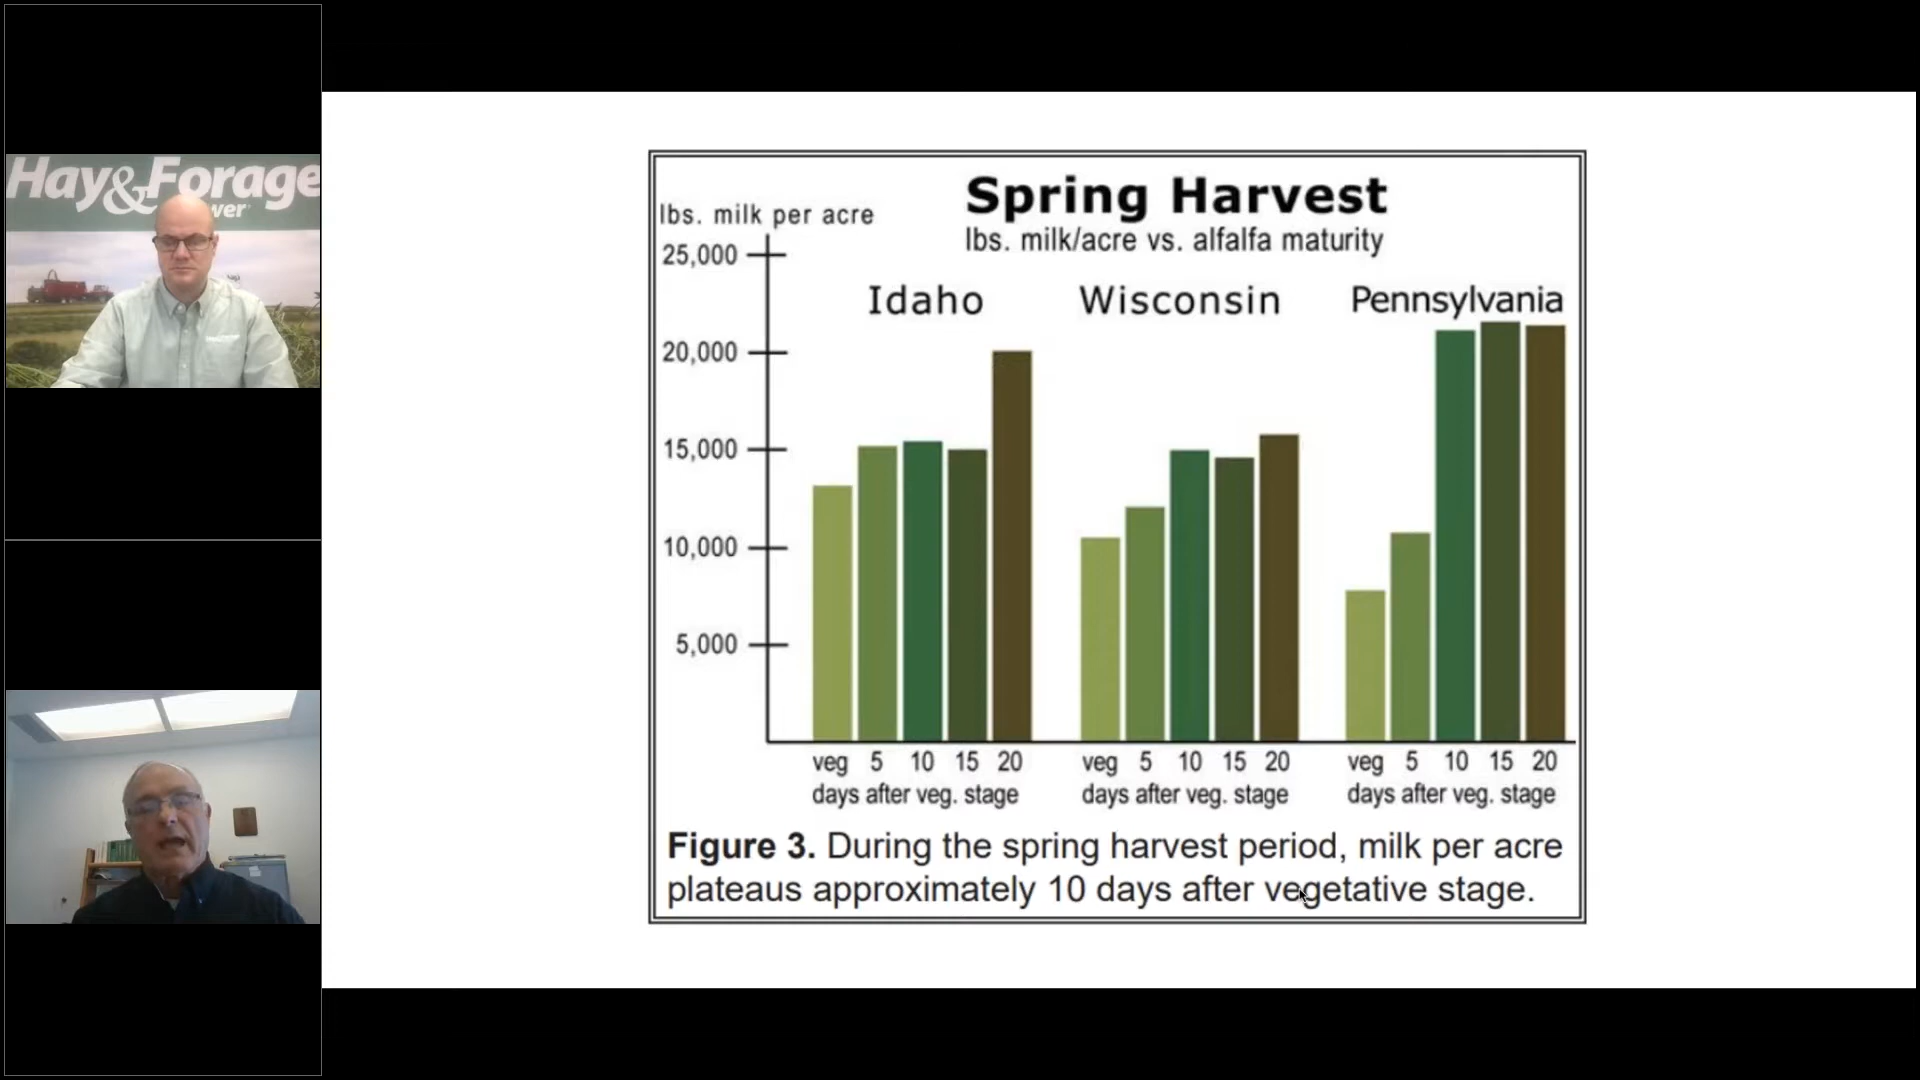 Hay&Forage
wer
Spring Harvest
lbs. milk/acre vs. alfalfa maturity
lbs. milk per acre
25,000
20,000
15,000
10,000
5,000
Idaho Wisconsin Pennsylvania
veg 5 10 15 20 veg 5 10 15 20 veg 5 10 15 20
days after veg. stage days after veg. stage days after veg. stage
Figure 3. During the spring harvest period, milk per acre
plateaus approximately 10 days after vegetative stage.